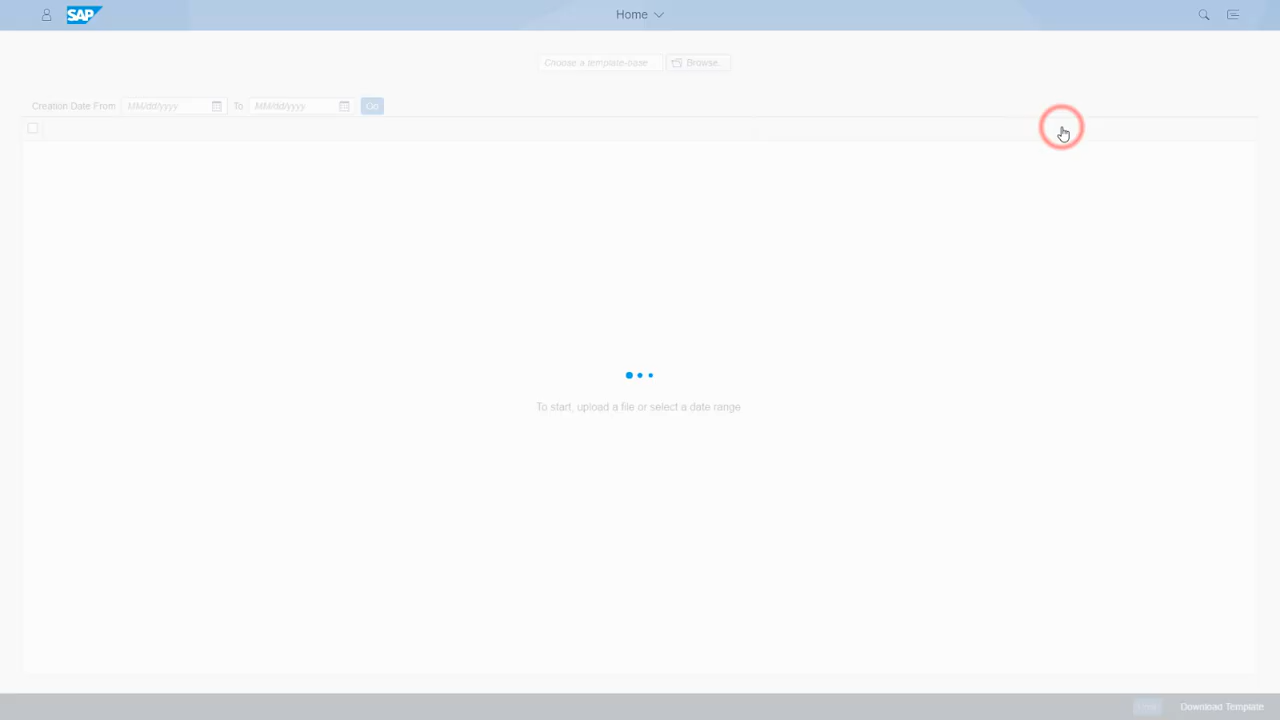 SAP Home
Choose a template-base... Browse...
Creation Date From MM/dd/yyyy To MM/dd/yyyy Go
To start, upload a file or select a date range
Download Template